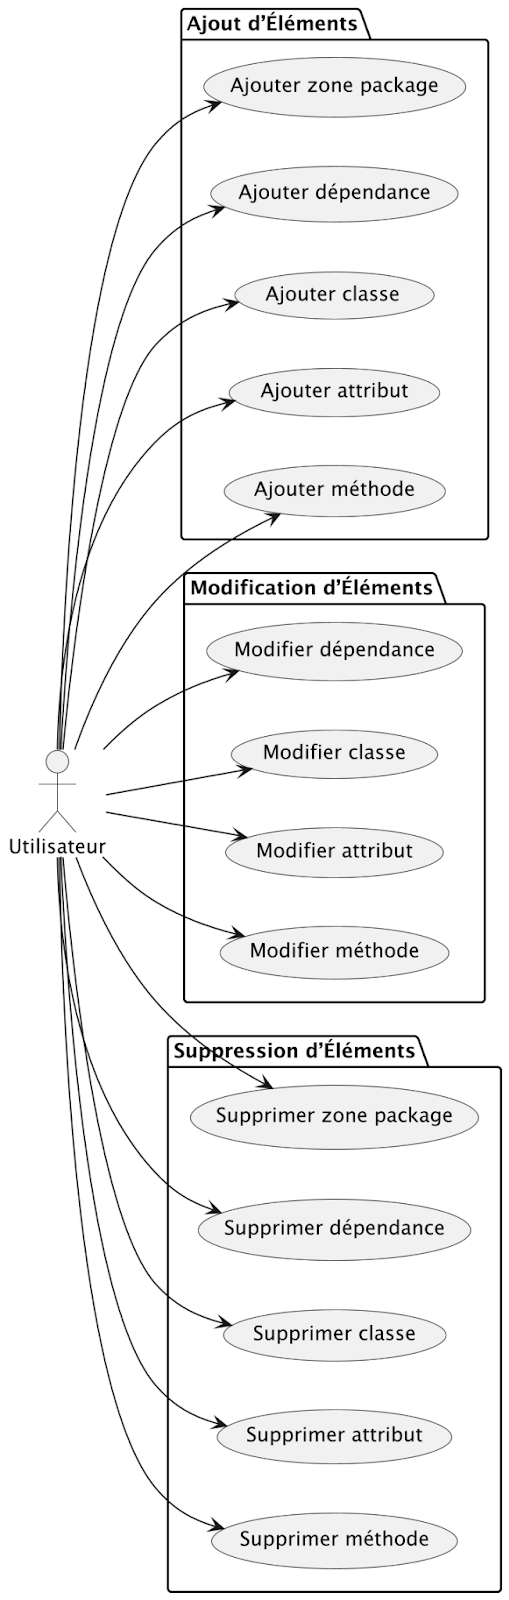 Ajout d’Éléments
Ajouter zone package
Ajouter dépendance
Ajouter classe
Ajouter attribut
Ajouter méthode
Modification d’Éléments
Modifier dépendance
Modifier classe
Utilisateur
Modifier attribut
Modifier méthode
Suppression d’Éléments
Supprimer zone package
Supprimer dépendance
Supprimer classe
Supprimer attribut
Supprimer méthode